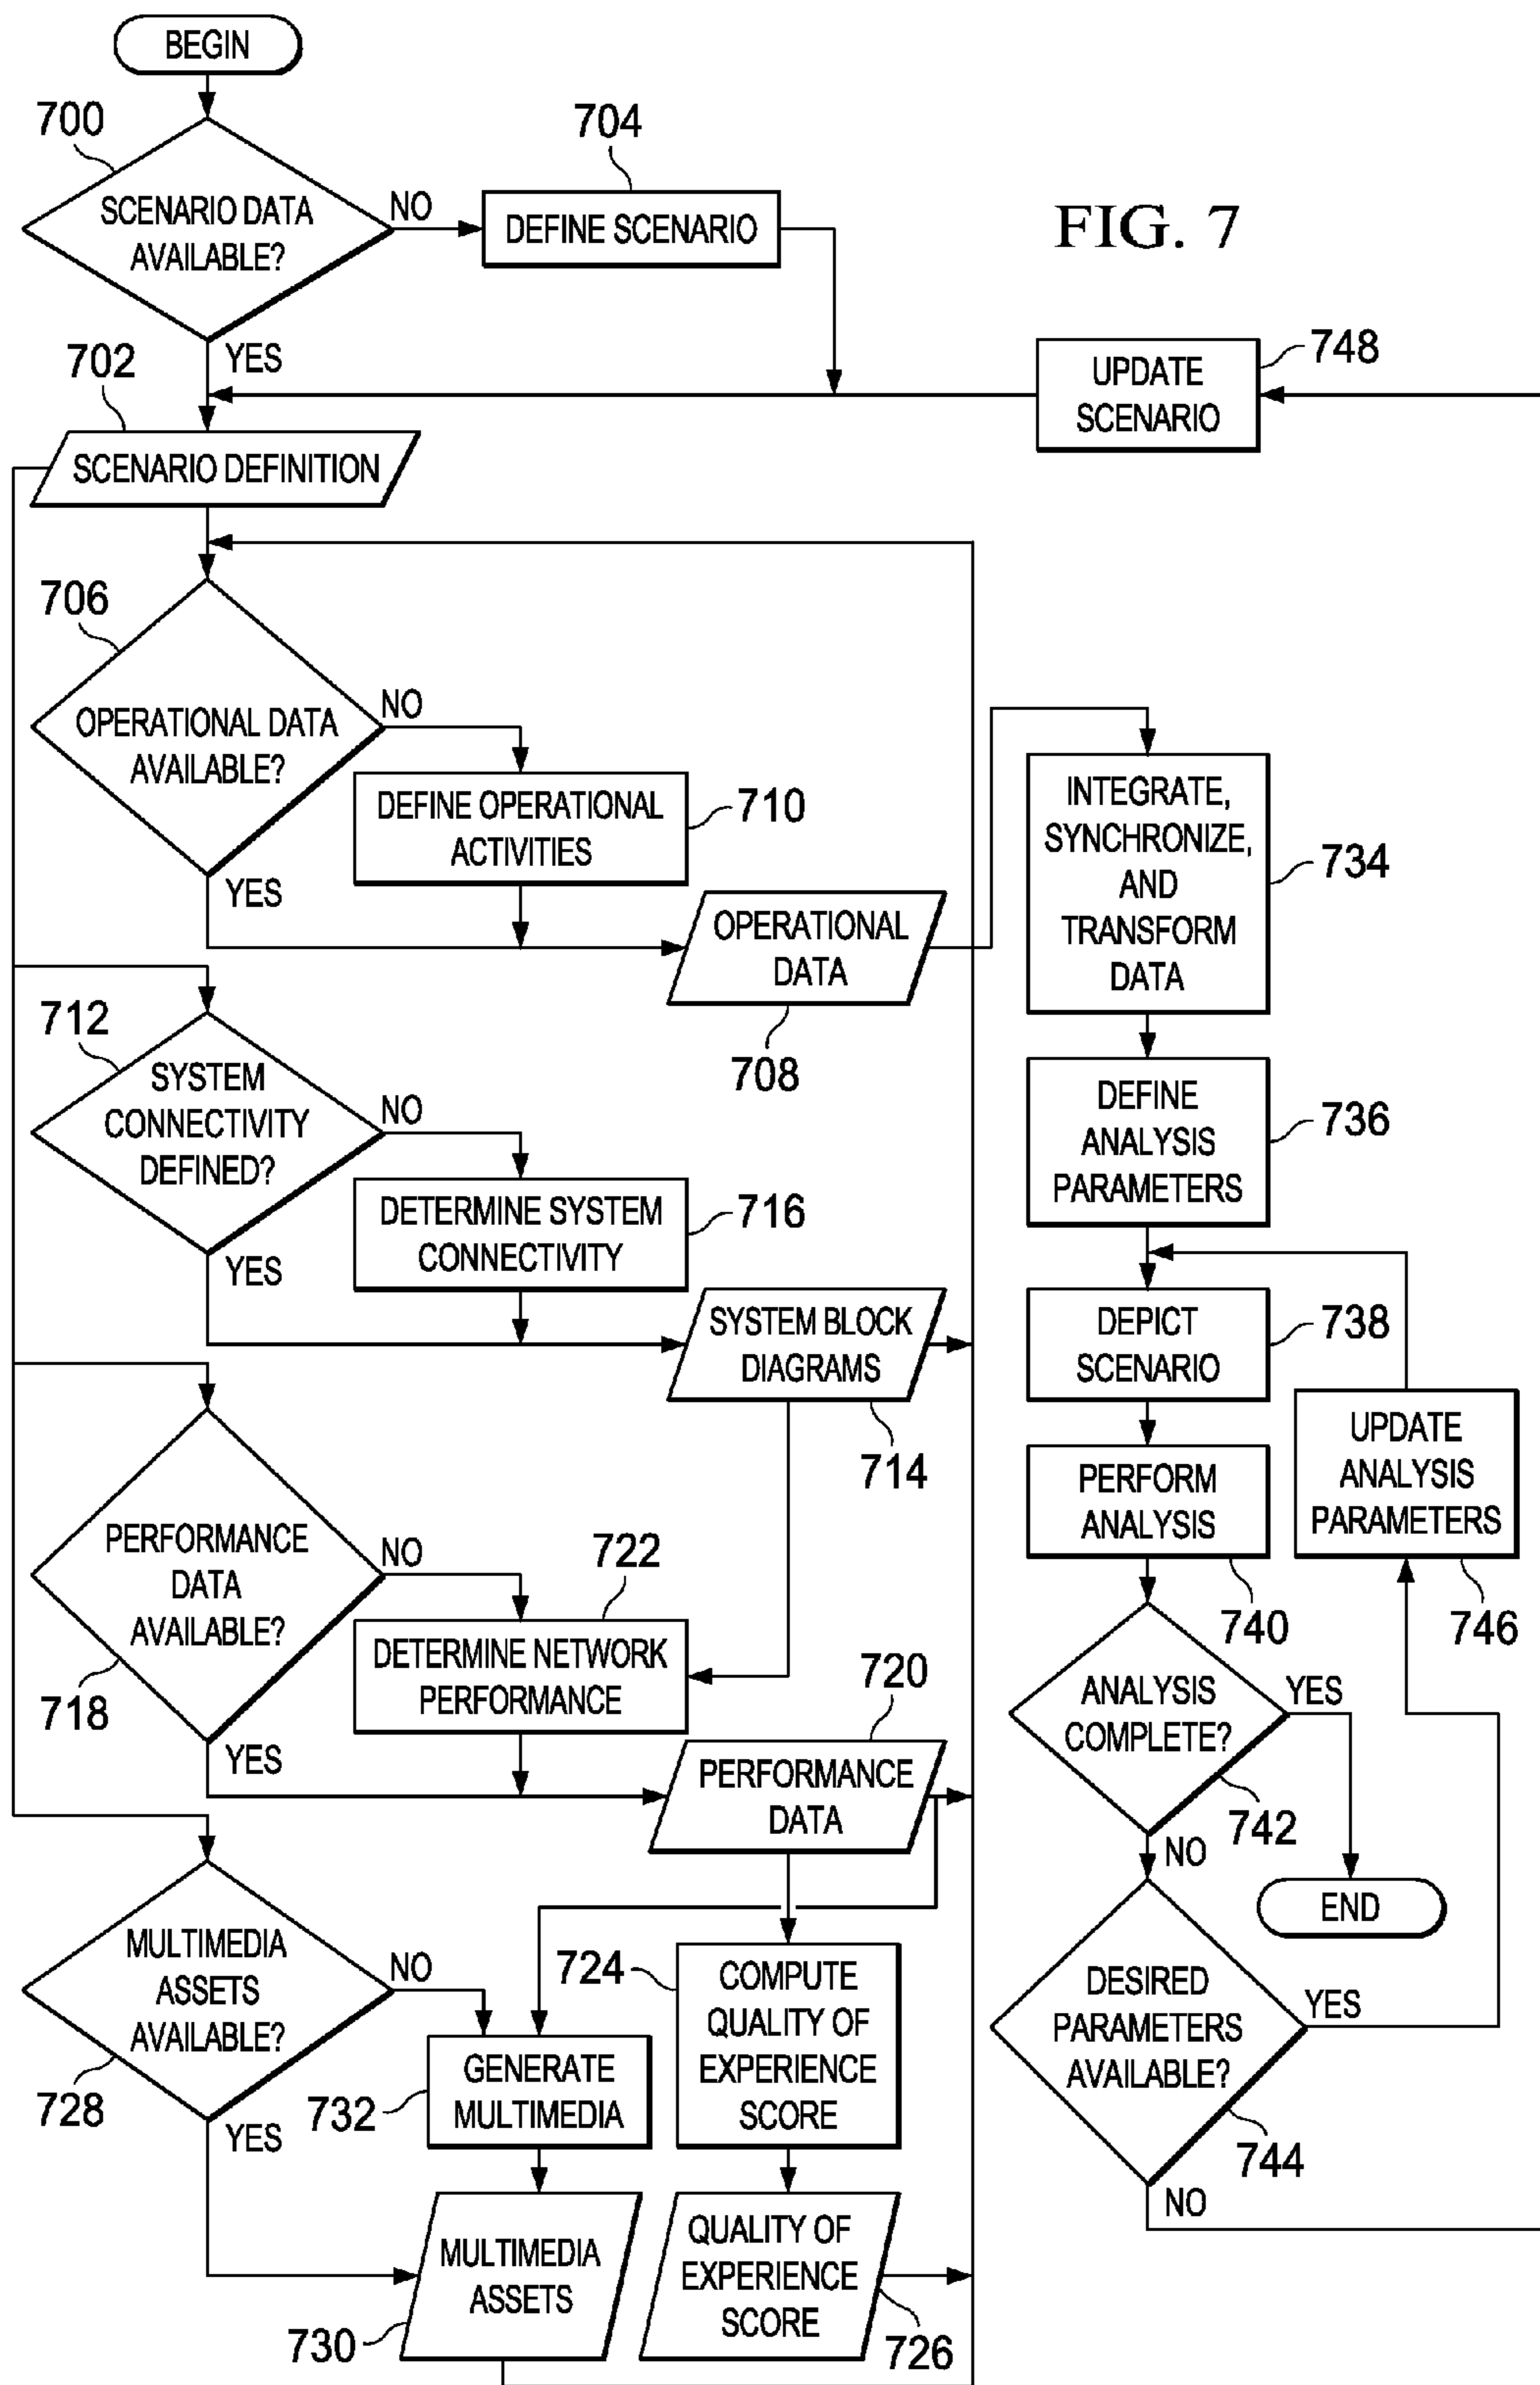 BEGIN
700
704
SCENARIO DATA
AVAILABLE?
NO
DEFINE SCENARIO
FIG. 7
YES
702
UPDATE
SCENARIO
748
SCENARIO DEFINITION
706
OPERATIONAL DATA
AVAILABLE?
NO
DEFINE OPERATIONAL
ACTIVITIES
710
YES
OPERATIONAL
DATA
708
712
SYSTEM
CONNECTIVITY
DEFINED?
NO
DETERMINE SYSTEM
CONNECTIVITY
716
YES
SYSTEM BLOCK
DIAGRAMS
714
PERFORMANCE
DATA
AVAILABLE?
718
NO
722
DETERMINE NETWORK
PERFORMANCE
YES
720
PERFORMANCE
DATA
MULTIMEDIA
ASSETS
AVAILABLE?
728
NO
YES
732
GENERATE
MULTIMEDIA
724
COMPUTE
QUALITY OF
EXPERIENCE
SCORE
MULTIMEDIA
ASSETS
730
QUALITY OF
EXPERIENCE
SCORE
726
INTEGRATE,
SYNCHRONIZE,
AND
TRANSFORM
DATA
734
DEFINE
ANALYSIS
PARAMETERS
736
DEPICT
SCENARIO
738
PERFORM
ANALYSIS
740
UPDATE
ANALYSIS
PARAMETERS
746
ANALYSIS
COMPLETE?
YES
742
NO
END
DESIRED
PARAMETERS
AVAILABLE?
YES
744
NO